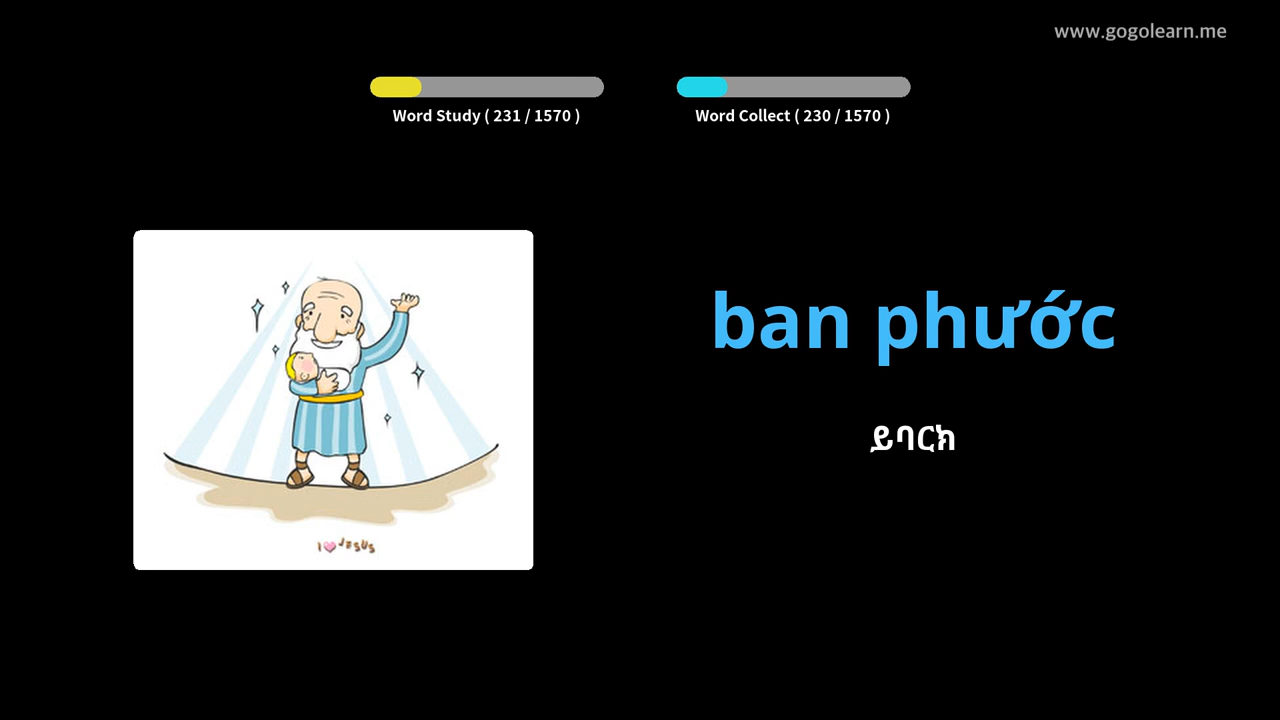 www.gogolearn.me
Word Study ( 231 / 1570 )
Word Collect ( 230 / 1570 )
ban phước
ይባርክ
I JESUS